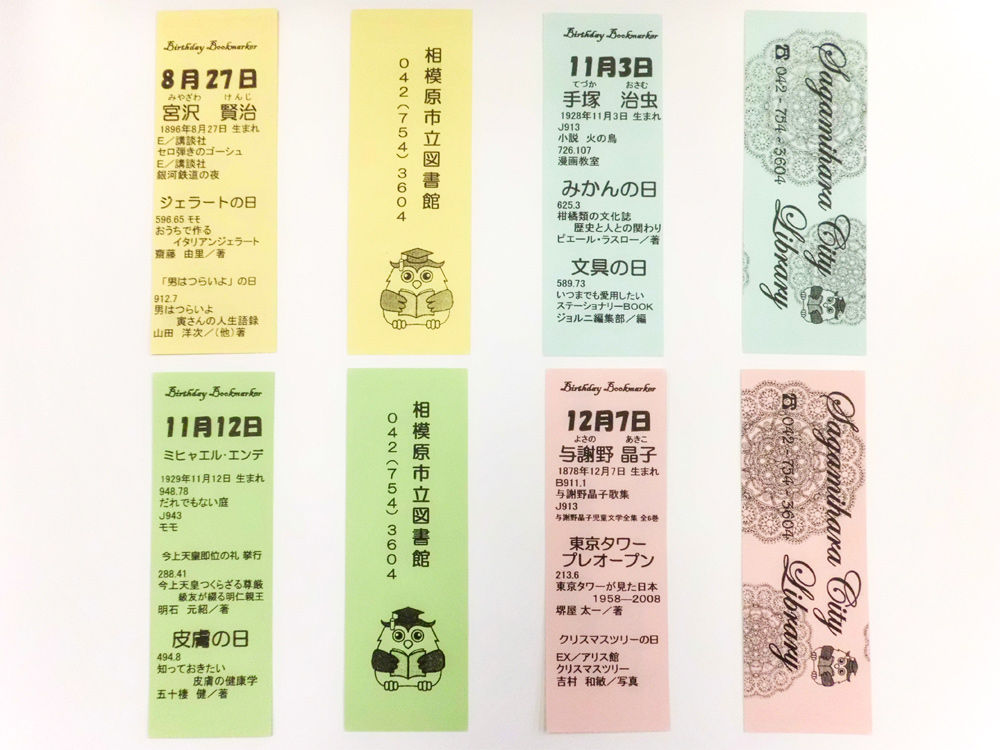 Birthday Bookmarker
8月27日
みやざわ けんじ
宮沢 賢治
1896年8月27日 生まれ
E／講談社
セロ弾きのゴーシュ
E／講談社
銀河鉄道の夜
ジェラートの日
596.65 モモ
おうちで作る
イタリアンジェラート
齋藤 由里／著
「男はつらいよ」の日
912.7
男はつらいよ
寅さんの人生語録
山田 洋次／(他)著
相模原市立図書館
042(754)3604
Birthday Bookmarker
11月3日
てづか おさむ
手塚 治虫
1928年11月3日 生まれ
J913
小説 火の鳥
726.107
漫画教室
みかんの日
625.3
柑橘類の文化誌
歴史と人との関わり
ピエール・ラスロー／著
文具の日
589.73
いつまでも愛用したい
ステーショナリーBOOK
ジョルニ編集部／編
Sagamihara City
Library
☎042-754-3604
Birthday Bookmarker
11月12日
ミヒャエル・エンデ
1929年11月12日 生まれ
948.78
だれでもない庭
J943
モモ
今上天皇即位の礼 挙行
288.41
今上天皇つくらざる尊厳
級友が綴る明仁親王
明石 元紹／著
皮膚の日
494.8
知っておきたい
皮膚の健康学
五十棲 健／著
相模原市立図書館
042(754)3604
Birthday Bookmarker
12月7日
よさの あきこ
与謝野 晶子
1878年12月7日 生まれ
B911.1
与謝野晶子歌集
J913
与謝野晶子児童文学全集 全6巻
東京タワー
プレオープン
213.6
東京タワーが見た日本
1958―2008
堺屋 太一／著
クリスマスツリーの日
EX／アリス館
クリスマスツリー
吉村 和敏／写真
Sagamihara City
Library
☎042-754-3604